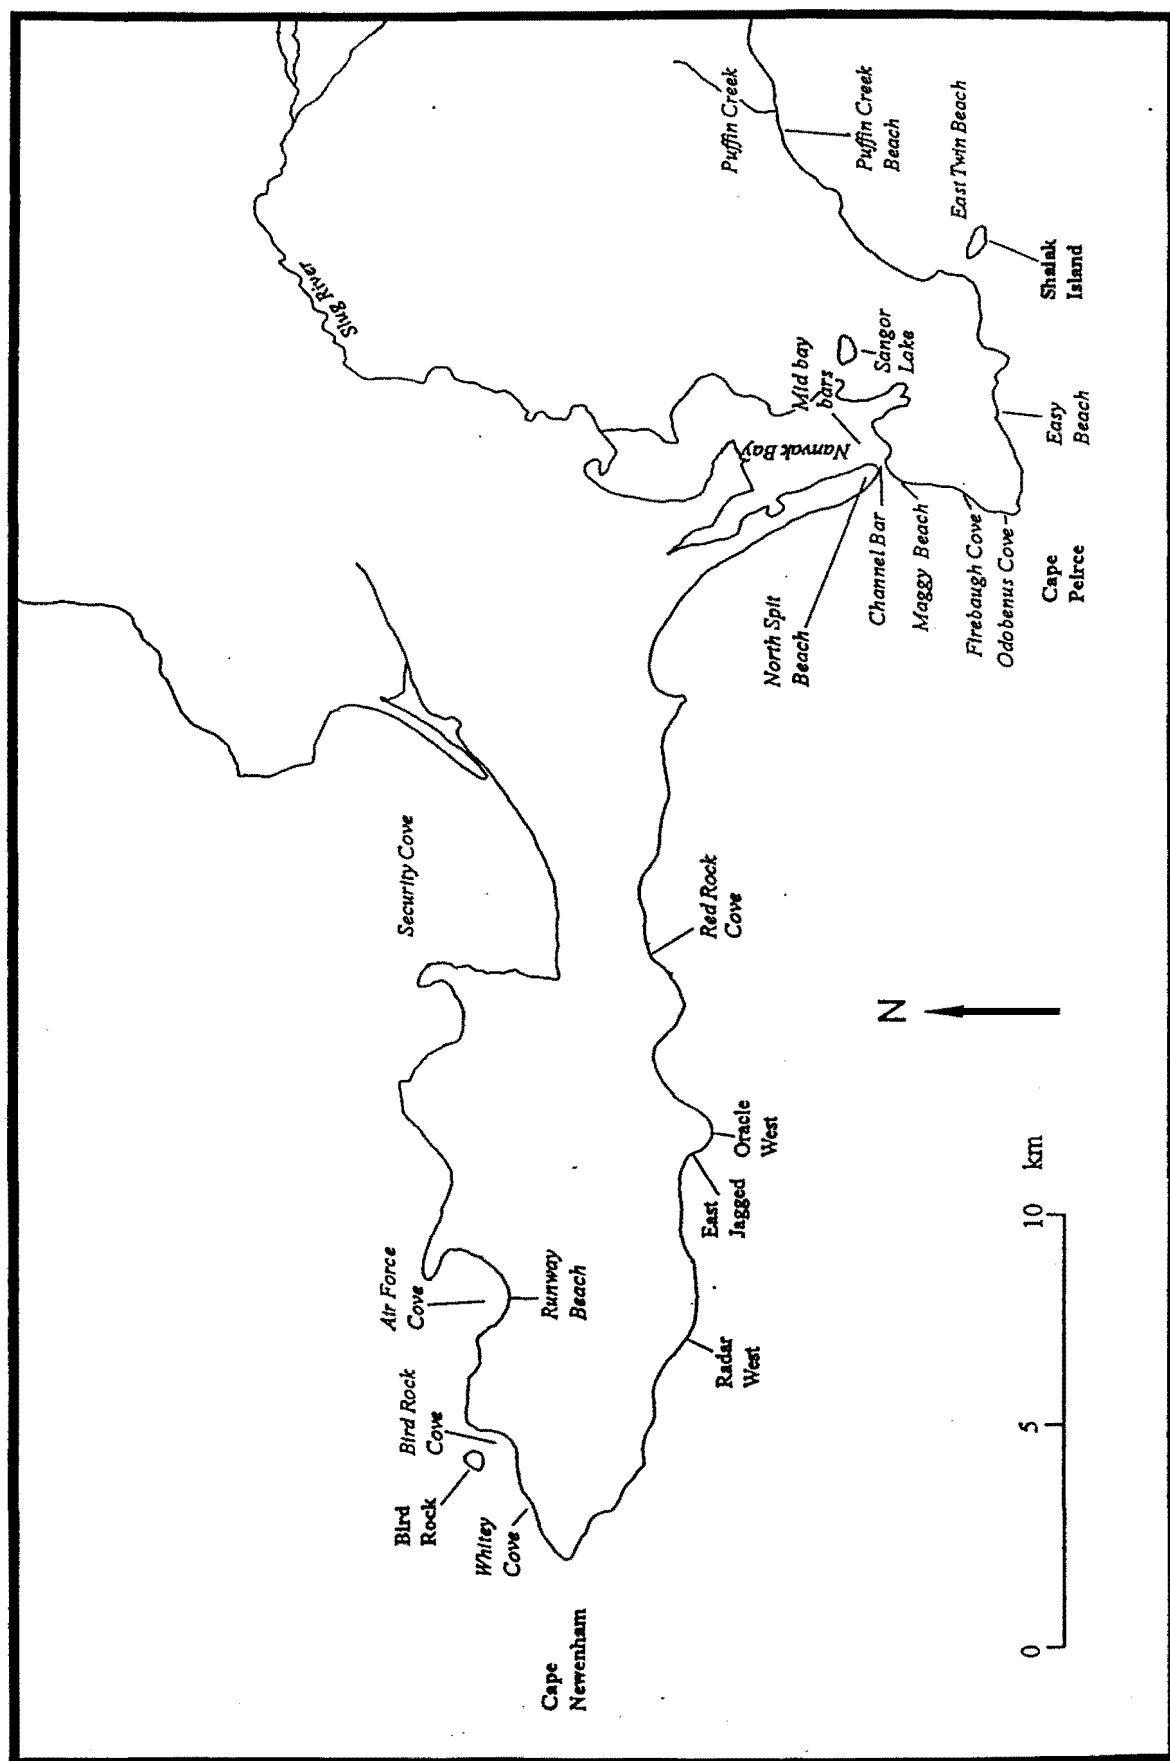 Slug River
Security Cove
Air Force
Cove
Bird Rock
Cove
Bird
Rock
Whitey
Cove
Cape
Newenham
Runway
Beach
Radar
West
East
Jagged
Oracle
West
Red Rock
Cove
Puffin Creek
Puffin Creek
Beach
Nanvak Bay
Mid bay
bars
Sangor
Lake
North Spit
Beach
Channel Bar
Maggy Beach
Firebaugh Cove
Odobenus Cove
Cape
Peirce
East Twin Beach
Shaiak
Island
Easy
Beach
N
0
5
10 km